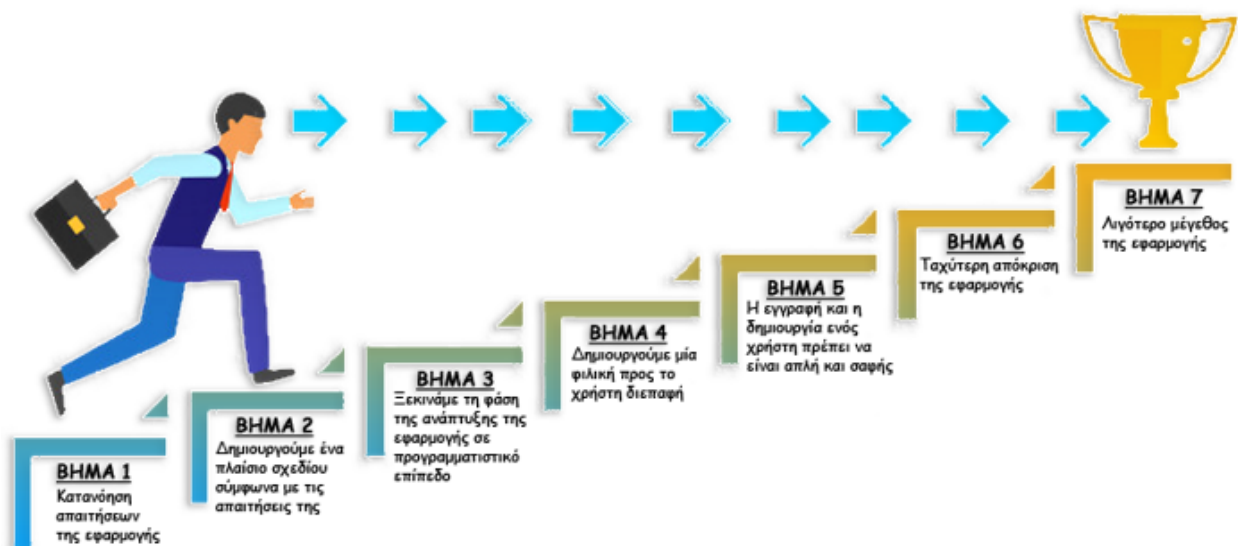 ΒΗΜΑ 1
Κατανόηση
απαιτήσεων
της εφαρμογής
ΒΗΜΑ 2
Δημιουργούμε ένα
πλαίσιο σχεδίου
σύμφωνα με τις
απαιτήσεις της
ΒΗΜΑ 3
Ξεκινάμε τη φάση
της ανάπτυξης της
εφαρμογής σε
προγραμματιστικό
επίπεδο
ΒΗΜΑ 4
Δημιουργούμε μία
φιλική προς το
χρήστη διεπαφή
ΒΗΜΑ 5
Η εγγραφή και η
δημιουργία ενός
χρήστη πρέπει να
είναι απλή και σαφής
ΒΗΜΑ 6
Ταχύτερη απόκριση
της εφαρμογής
ΒΗΜΑ 7
Λιγότερο μέγεθος
της εφαρμογής